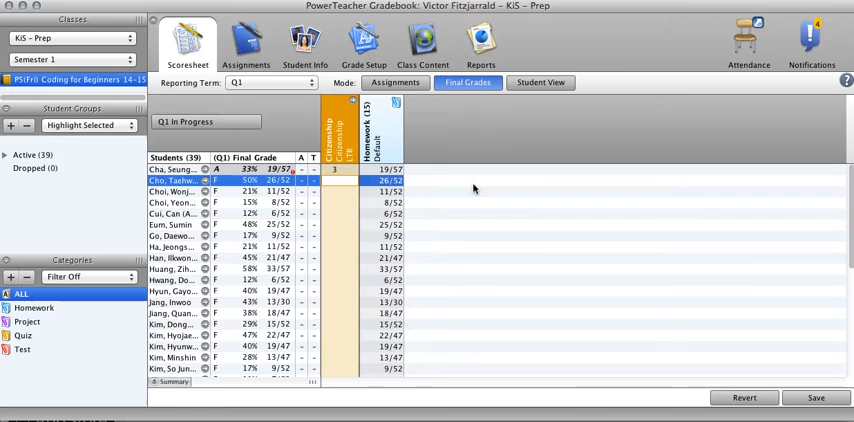 PowerTeacher Gradebook: Victor Fitzjarrald - KiS - Prep
Classes
KiS - Prep
Semester 1
P5(Fri) Coding for Beginners 14-15
Student Groups
+ − Highlight Selected
Active (39)
Dropped (0)
Categories
+ − Filter Off
ALL
Homework
Project
Quiz
Test
Scoresheet Assignments Student Info Grade Setup Class Content Reports Attendance 4 Notifications
Reporting Term: Q1 Mode: Assignments Final Grades Student View ?
Q1 In Progress
Citizenship
Citizenship
LTR
Homework (15)
Default
Students (39) (Q1) Final Grade A T
Cha, Seung... A 33% 19/57 - - 3 19/57
Cho, Taehw... F 50% 26/52 - - 26/52
Choi, Wonj... F 21% 11/52 - - 11/52
Choi, Yeon... F 15% 8/52 - - 8/52
Cui, Can (A... F 12% 6/52 - - 6/52
Eum, Sumin F 48% 25/52 - - 25/52
Go, Daewo... F 17% 9/52 - - 9/52
Ha, Jeongs... F 21% 11/52 - - 11/52
Han, Ilkwon... F 45% 21/47 - - 21/47
Huang, Zih... F 58% 33/57 - - 33/57
Hwang, Do... F 12% 6/52 - - 6/52
Hyun, Gayo... F 40% 19/47 - - 19/47
Jang, Inwoo F 43% 13/30 - - 13/30
Jiang, Quan... F 38% 18/47 - - 18/47
Kim, Dong... F 29% 15/52 - - 15/52
Kim, Hyojae... F 47% 22/47 - - 22/47
Kim, Hyunw... F 40% 19/47 - - 19/47
Kim, Minshin F 28% 13/47 - - 13/47
Kim, So Jun... F 17% 9/52 - - 9/52
Summary
Revert Save